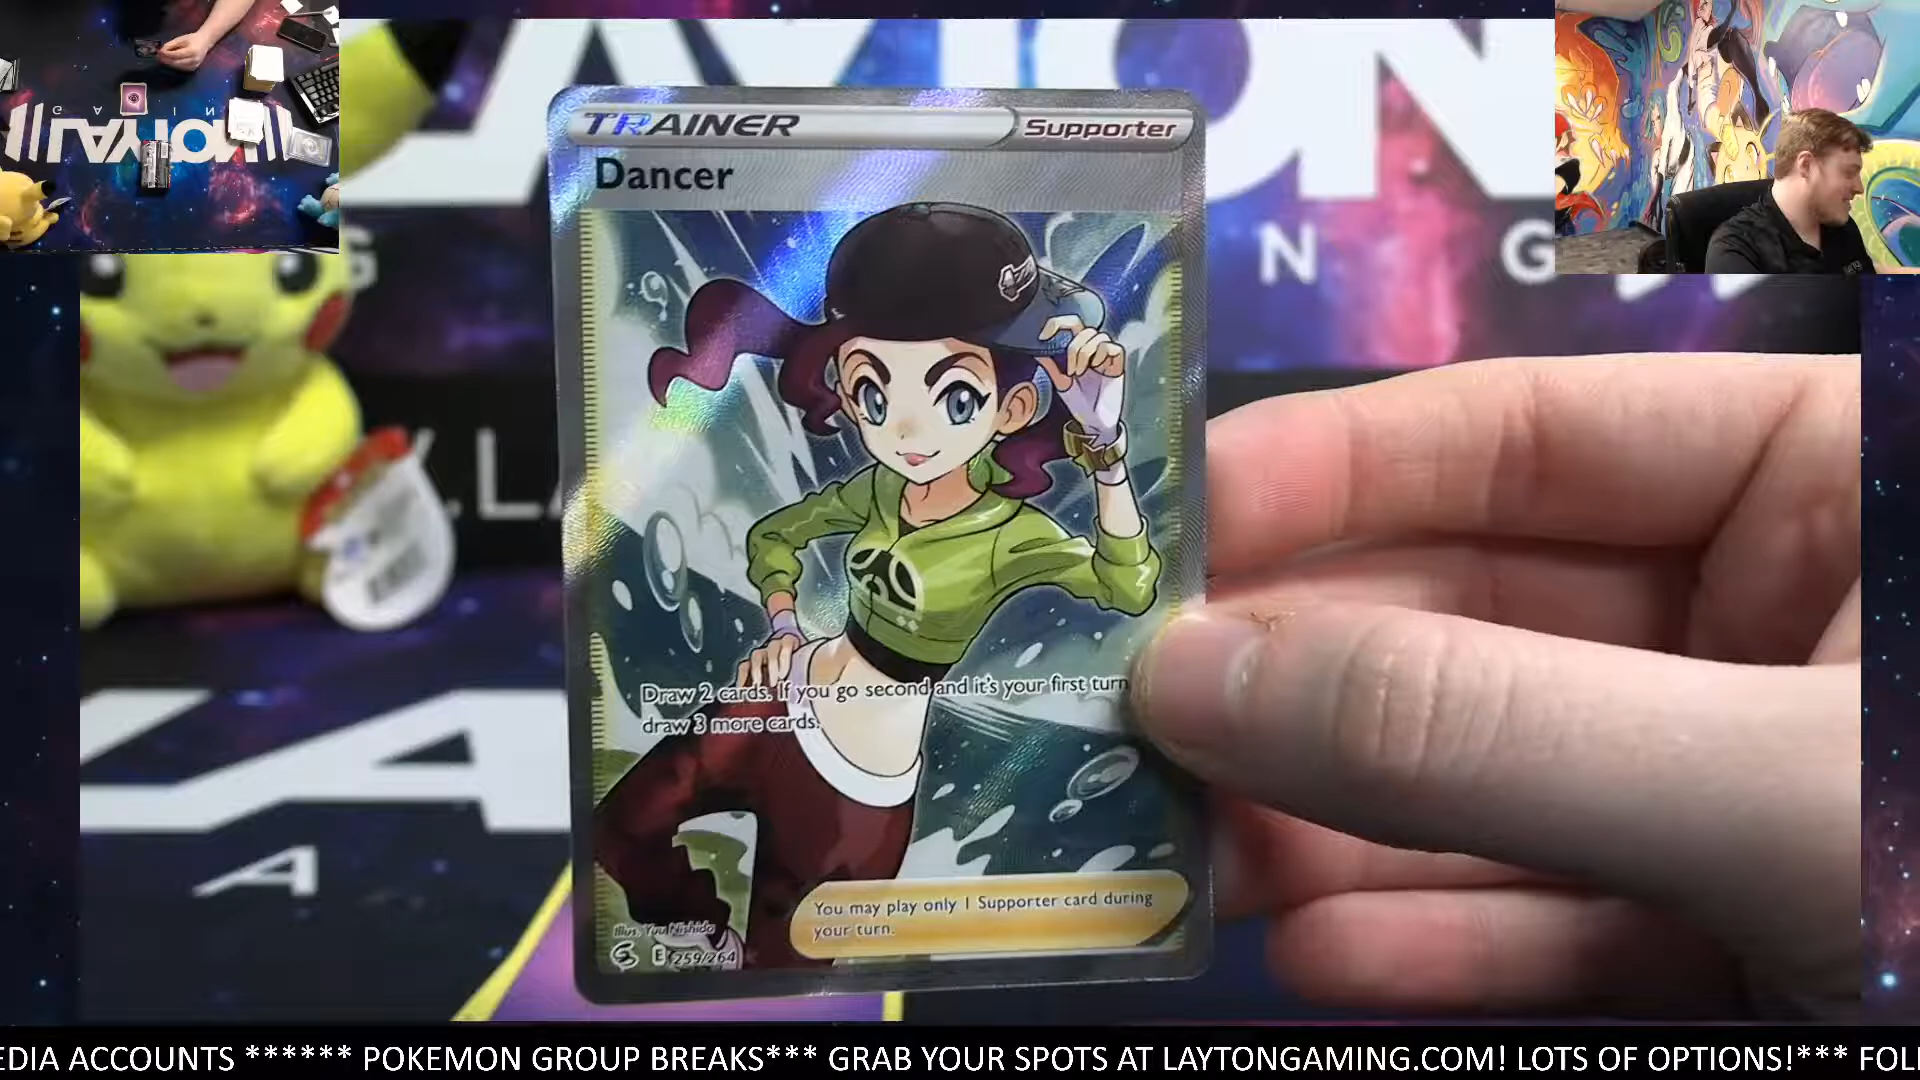 TRAINER
Supporter
Dancer
N G
Draw 2 cards. If you go second and it's your first turn
draw 3 more cards.
You may play only 1 Supporter card during
your turn.
Illus. Yuu Nishida
E 259/264
EDIA ACCOUNTS ****** POKEMON GROUP BREAKS*** GRAB YOUR SPOTS AT LAYTONGAMING.COM! LOTS OF OPTIONS!*** FOLL